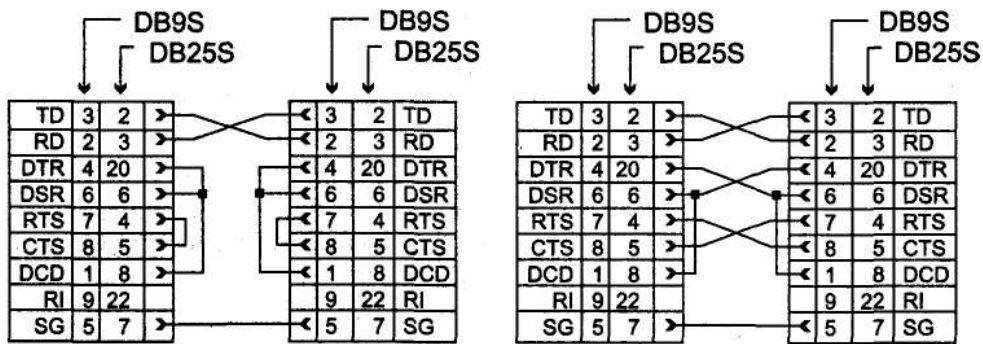 DB9S DB9S DB9S DB9S
DB25S DB25S DB25S DB25S
TD 3 2 3 2 TD TD 3 2 3 2 TD
RD 2 3 2 3 RD RD 2 3 2 3 RD
DTR 4 20 4 20 DTR DTR 4 20 4 20 DTR
DSR 6 6 6 6 DSR DSR 6 6 6 6 DSR
RTS 7 4 7 4 RTS RTS 7 4 7 4 RTS
CTS 8 5 8 5 CTS CTS 8 5 8 5 CTS
DCD 1 8 1 8 DCD DCD 1 8 1 8 DCD
RI 9 22 9 22 RI RI 9 22 9 22 RI
SG 5 7 5 7 SG SG 5 7 5 7 SG